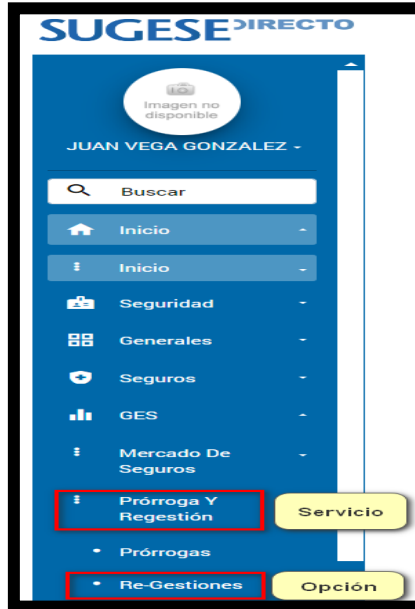 SUGESE DIRECTO
Imagen no
disponible
JUAN VEGA GONZALEZ
Buscar
Inicio
Inicio
Seguridad
Generales
Seguros
GES
Mercado De
Seguros
Prórroga Y
Regestión
Servicio
Prórrogas
Re-Gestiones
Opción